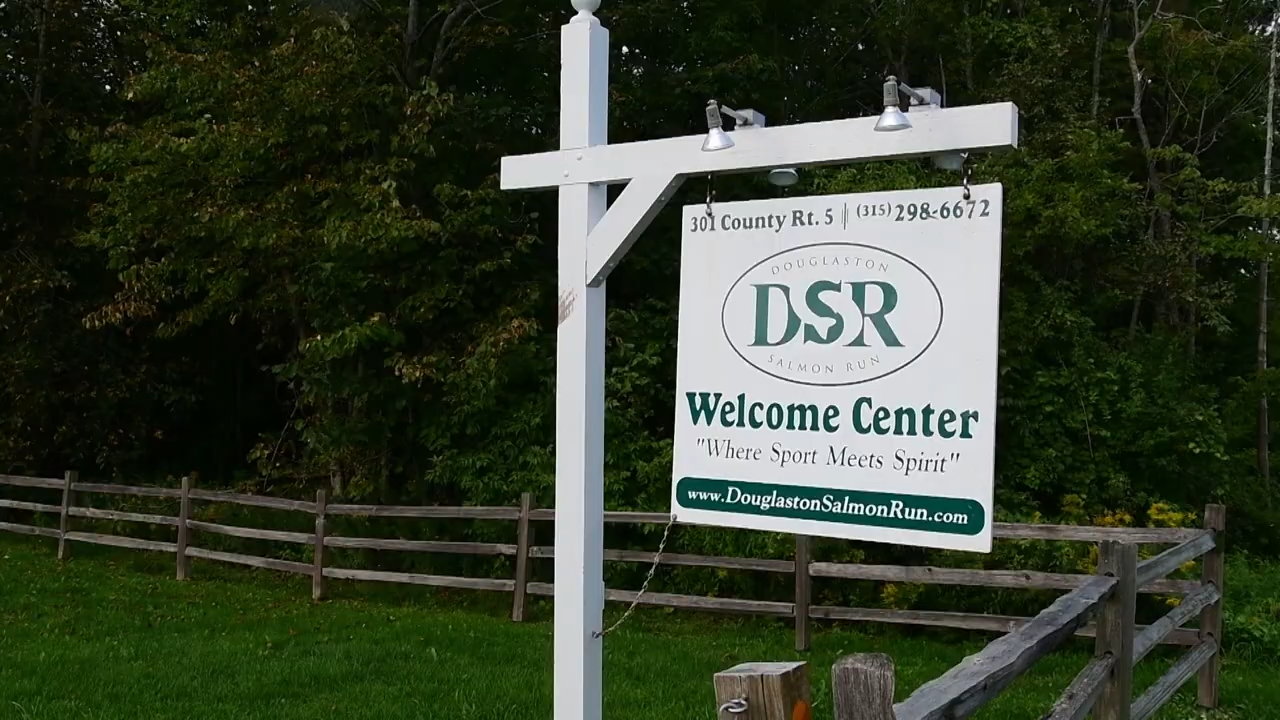 301 County Rt. 5 | (315) 298-6672
DOUGLASTON
DSR
SALMON RUN
Welcome Center
"Where Sport Meets Spirit"
www.DouglastonSalmonRun.com